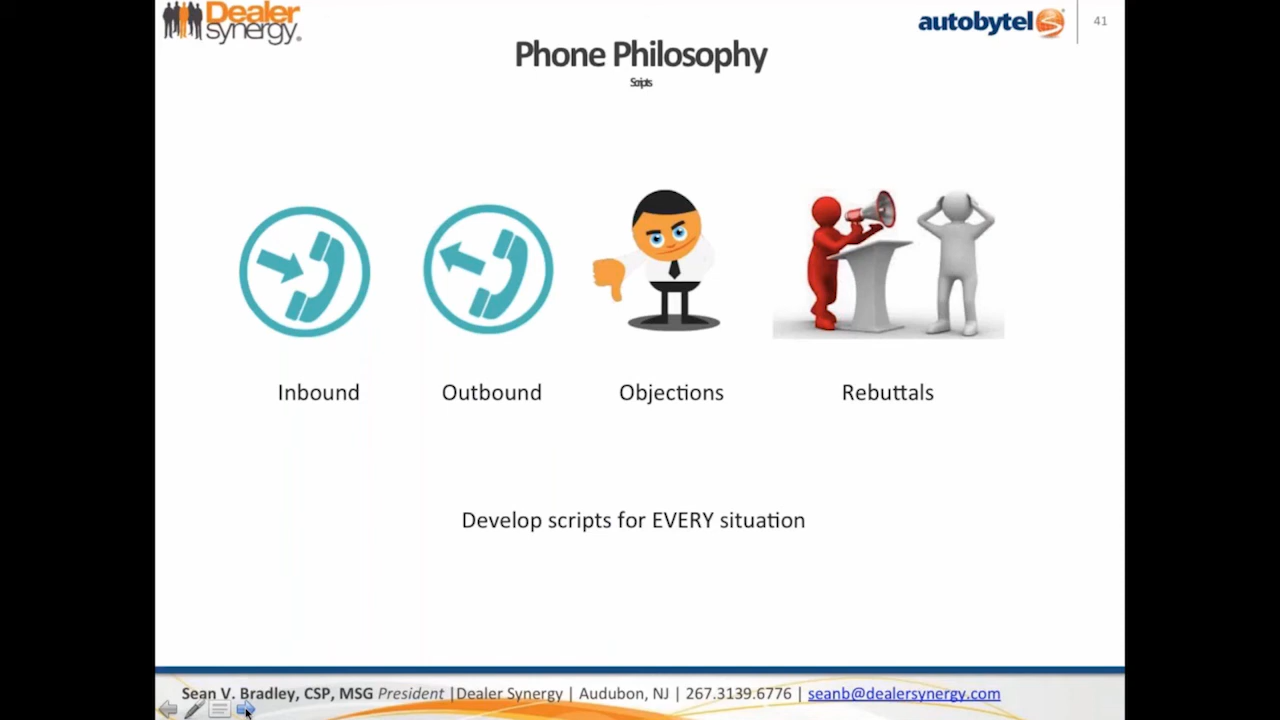 Dealer
synergy
autobytel
41
Phone Philosophy
Scripts
Inbound
Outbound
Objections
Rebuttals
Develop scripts for EVERY situation
Sean V. Bradley, CSP, MSG President |Dealer Synergy | Audubon, NJ | 267.3139.6776 | seanb@dealersynergy.com